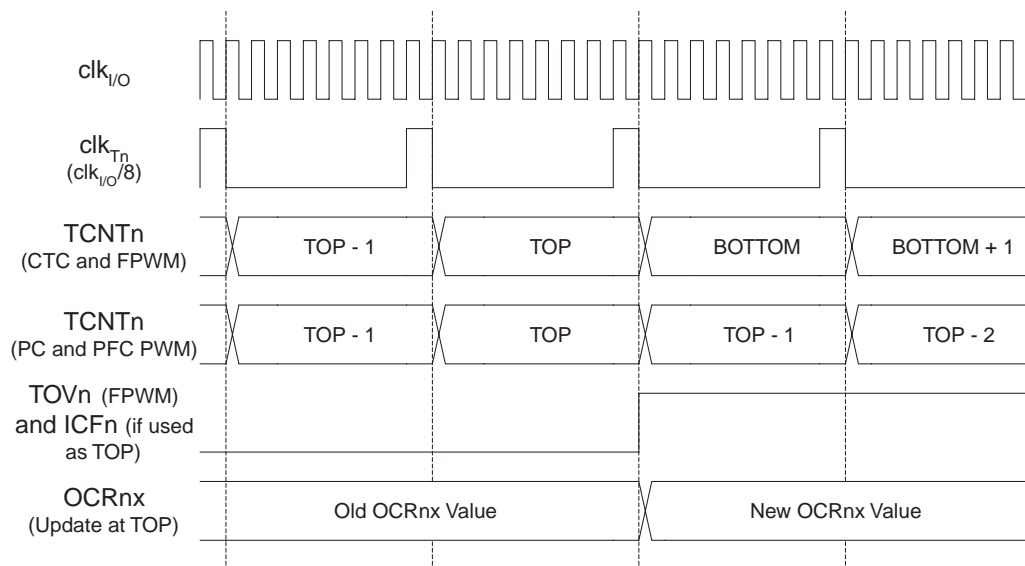 clkI/O
clkTn
(clkI/O/8)
TCNTn
(CTC and FPWM)
TOP - 1
TOP
BOTTOM
BOTTOM + 1
TCNTn
(PC and PFC PWM)
TOP - 1
TOP
TOP - 1
TOP - 2
TOVn (FPWM)
and ICFn (if used
as TOP)
OCRnx
(Update at TOP)
Old OCRnx Value
New OCRnx Value